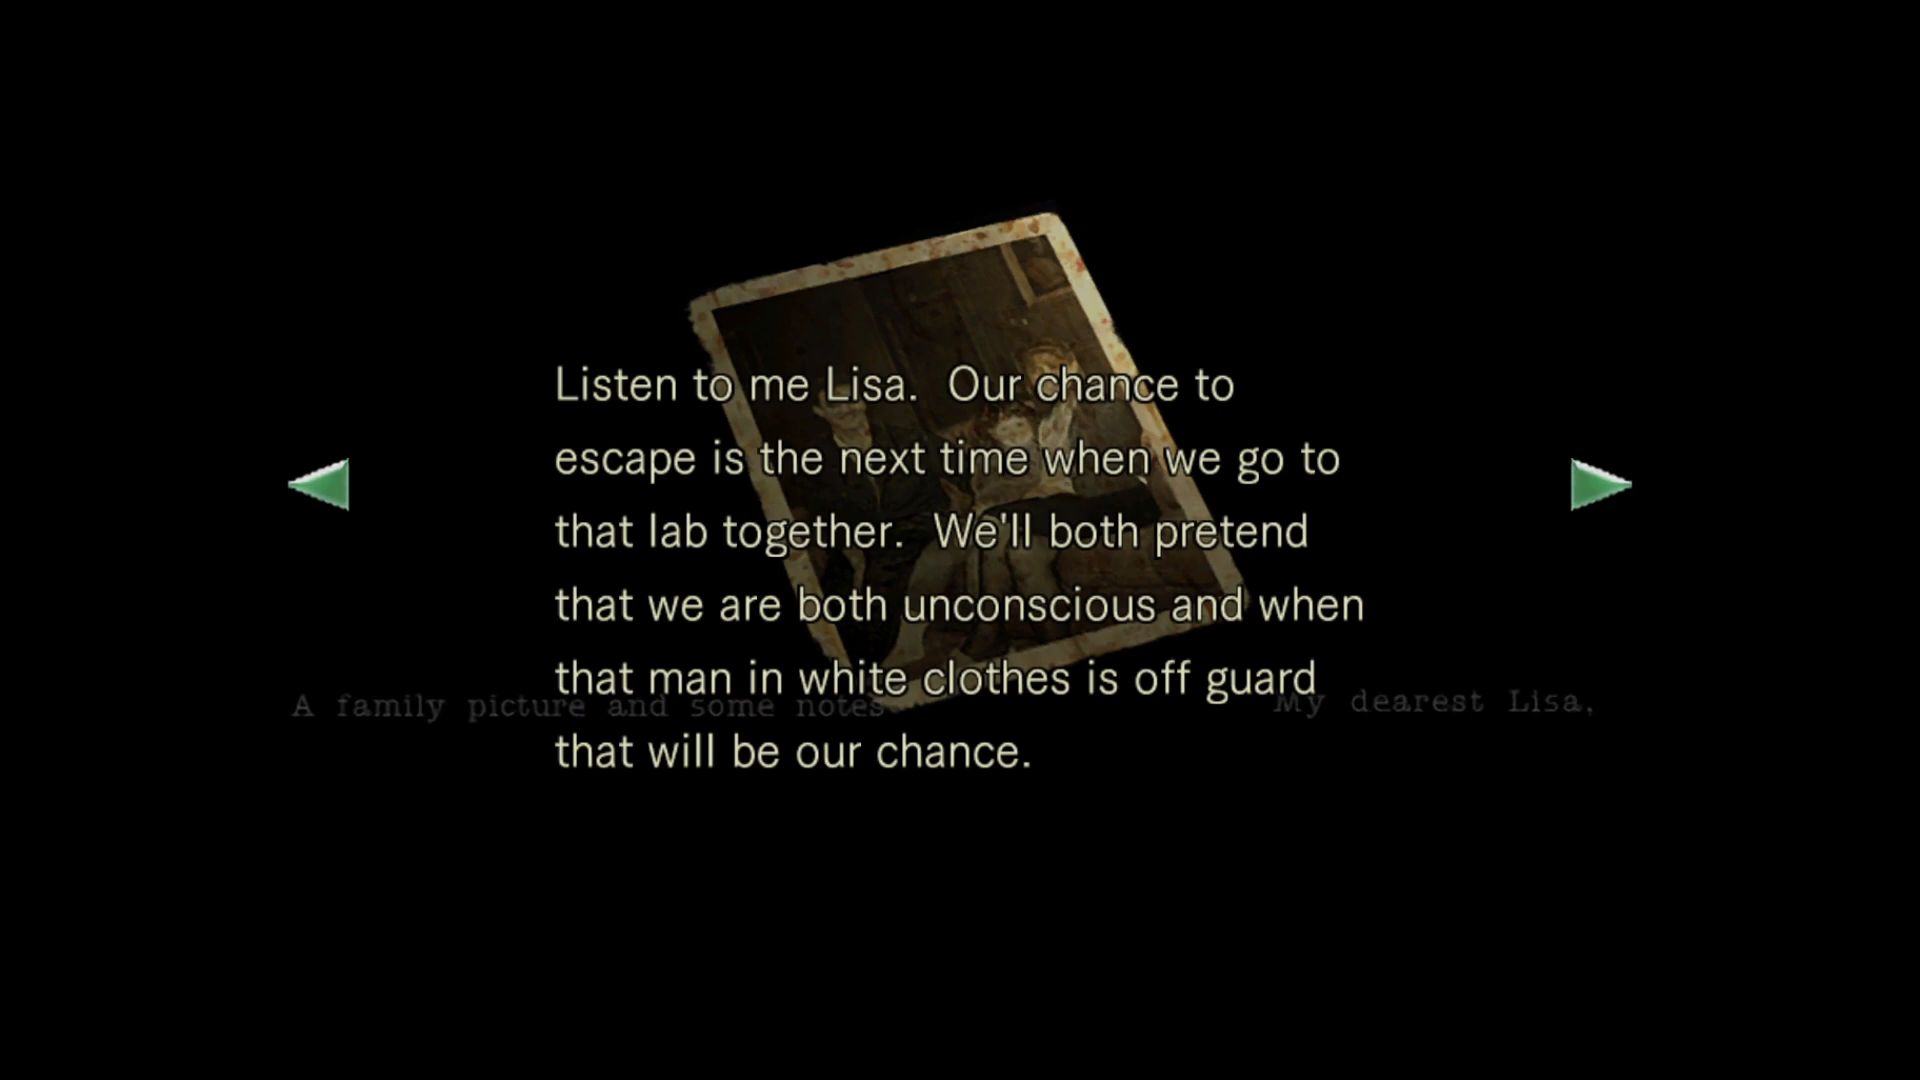 Listen to me Lisa.  Our chance to
escape is the next time when we go to
that lab together.  We'll both pretend
that we are both unconscious and when
that man in white clothes is off guard
that will be our chance.
A family picture and some notes
My dearest Lisa,